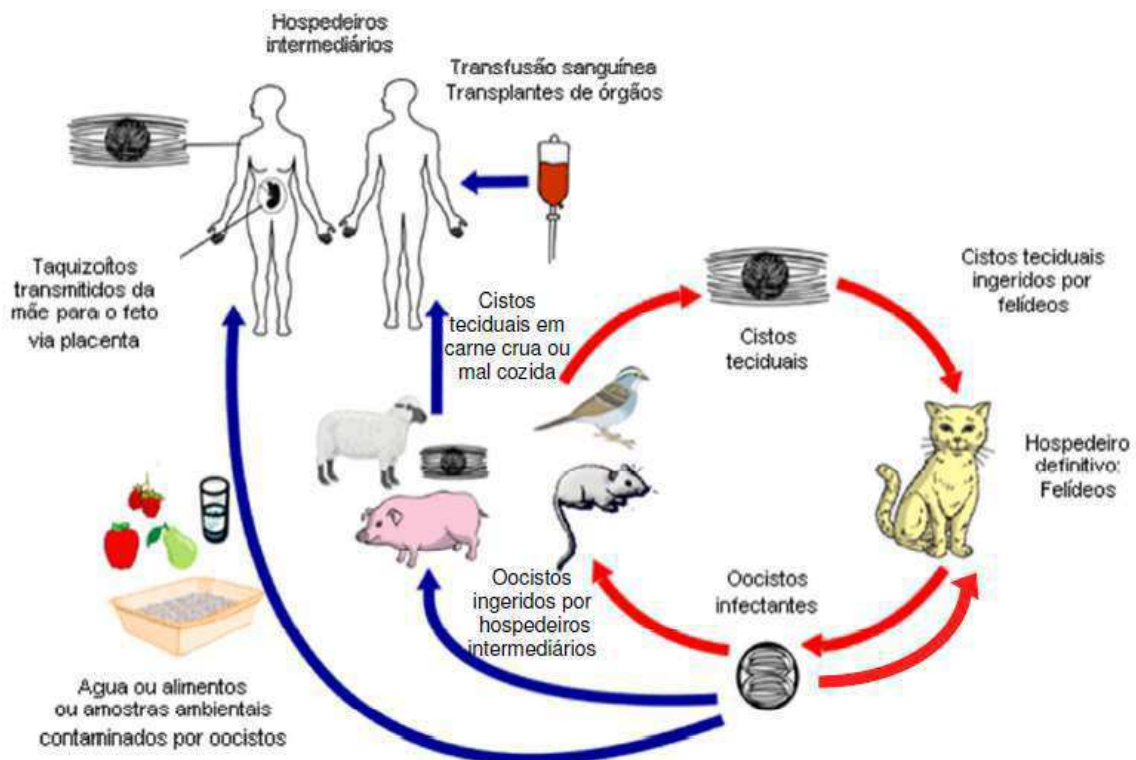 Hospedeiros
intermediários
Transfusão sanguínea
Transplantes de órgãos
Taquizoítos
transmitidos da
mãe para o feto
via placenta
Cistos
teciduais em
carne crua ou
mal cozida
Cistos
teciduais
Cistos teciduais
ingeridos por
felídeos
Hospedeiro
definitivo:
Felídeos
Oocistos
infectantes
Oocistos
ingeridos por
hospedeiros
intermediários
Agua ou alimentos
ou amostras ambientais
contaminados por oocistos